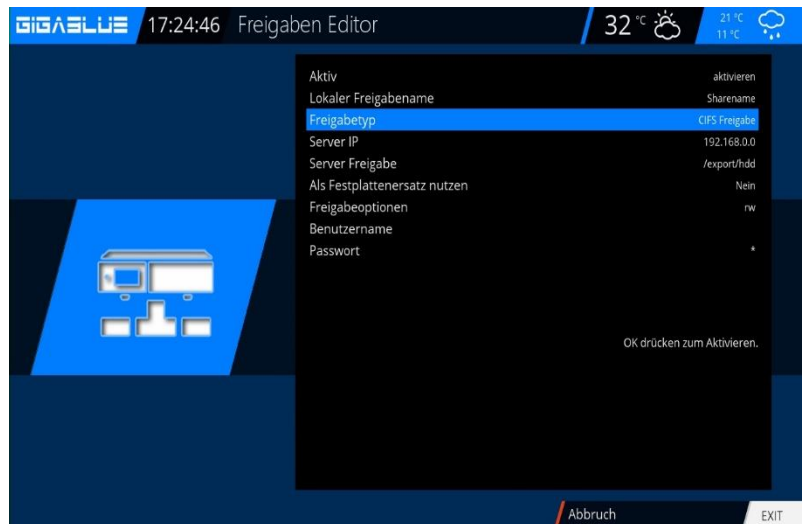 GIGABLUE 17:24:46 Freigaben Editor 32 °C 21 °C
11 °C
Aktiv aktivieren
Lokaler Freigabename Sharename
Freigabetyp CIFS Freigabe
Server IP 192.168.0.0
Server Freigabe /export/hdd
Als Festplattenersatz nutzen Nein
Freigabeoptionen rw
Benutzername
Passwort *
OK drücken zum Aktivieren.
Abbruch EXIT